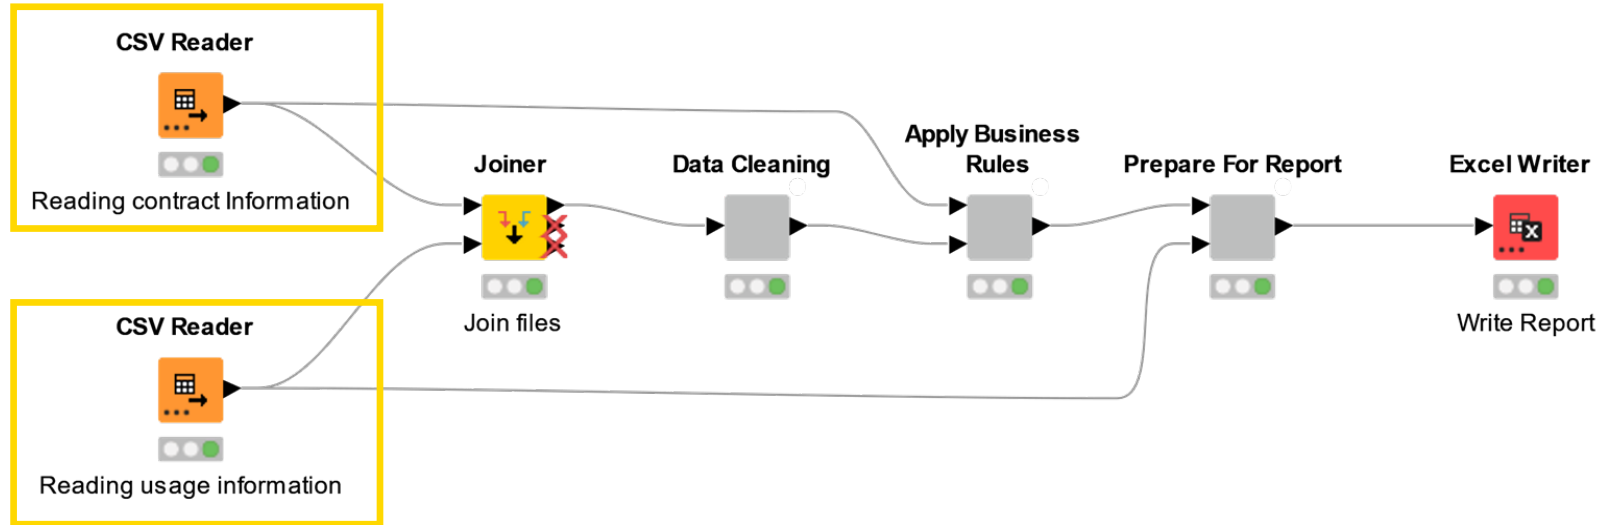 CSV Reader
Reading contract Information
CSV Reader
Reading usage information
Joiner
Join files
Data Cleaning
Apply Business
Rules
Prepare For Report
Excel Writer
Write Report